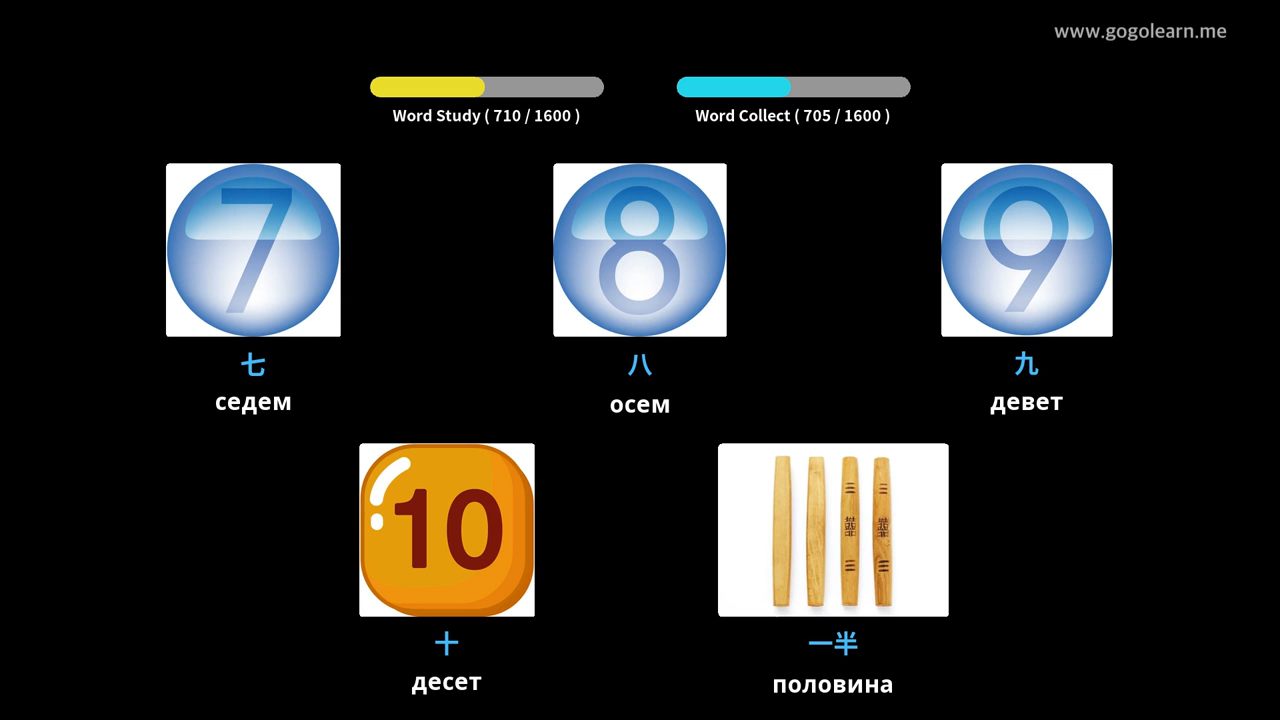 www.gogolearn.me
Word Study ( 710 / 1600 )
Word Collect ( 705 / 1600 )
7
8
9
七
八
九
седем
осем
девет
10
十
一半
десет
половина